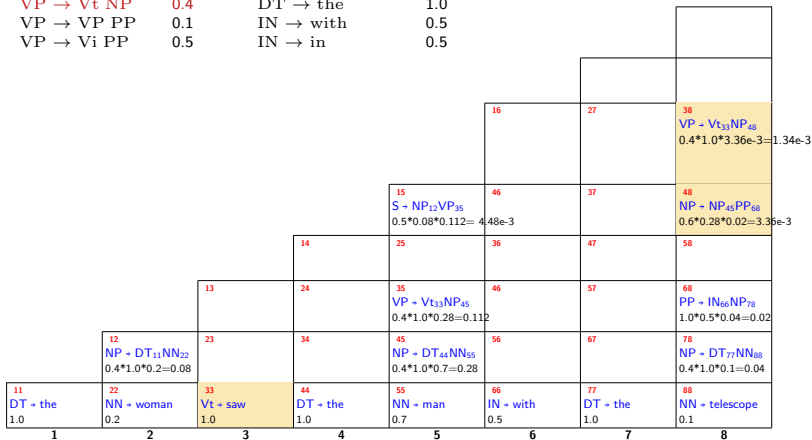 VP → Vt NP 0.4 DT → the 1.0
VP → VP PP 0.1 IN → with 0.5
VP → Vi PP 0.5 IN → in 0.5
16 27 38
VP → Vt₃₃NP₄₈
0.4*1.0*3.36e-3=1.34e-3
15 46 37 48
S → NP₁₂VP₃₅ NP → NP₄₅PP₆₈
0.5*0.08*0.112= 4.48e-3 0.6*0.28*0.02=3.36e-3
14 25 36 47 58
13 24 35 46 57 68
VP → Vt₃₃NP₄₅ PP → IN₆₆NP₇₈
0.4*1.0*0.28=0.112 1.0*0.5*0.04=0.02
12 23 34 45 56 67 78
NP → DT₁₁NN₂₂ NP → DT₄₄NN₅₅ NP → DT₇₇NN₈₈
0.4*1.0*0.2=0.08 0.4*1.0*0.7=0.28 0.4*1.0*0.1=0.04
11 22 33 44 55 66 77 88
DT → the NN → woman Vt → saw DT → the NN → man IN → with DT → the NN → telescope
1.0 0.2 1.0 1.0 0.7 0.5 1.0 0.1
1 2 3 4 5 6 7 8